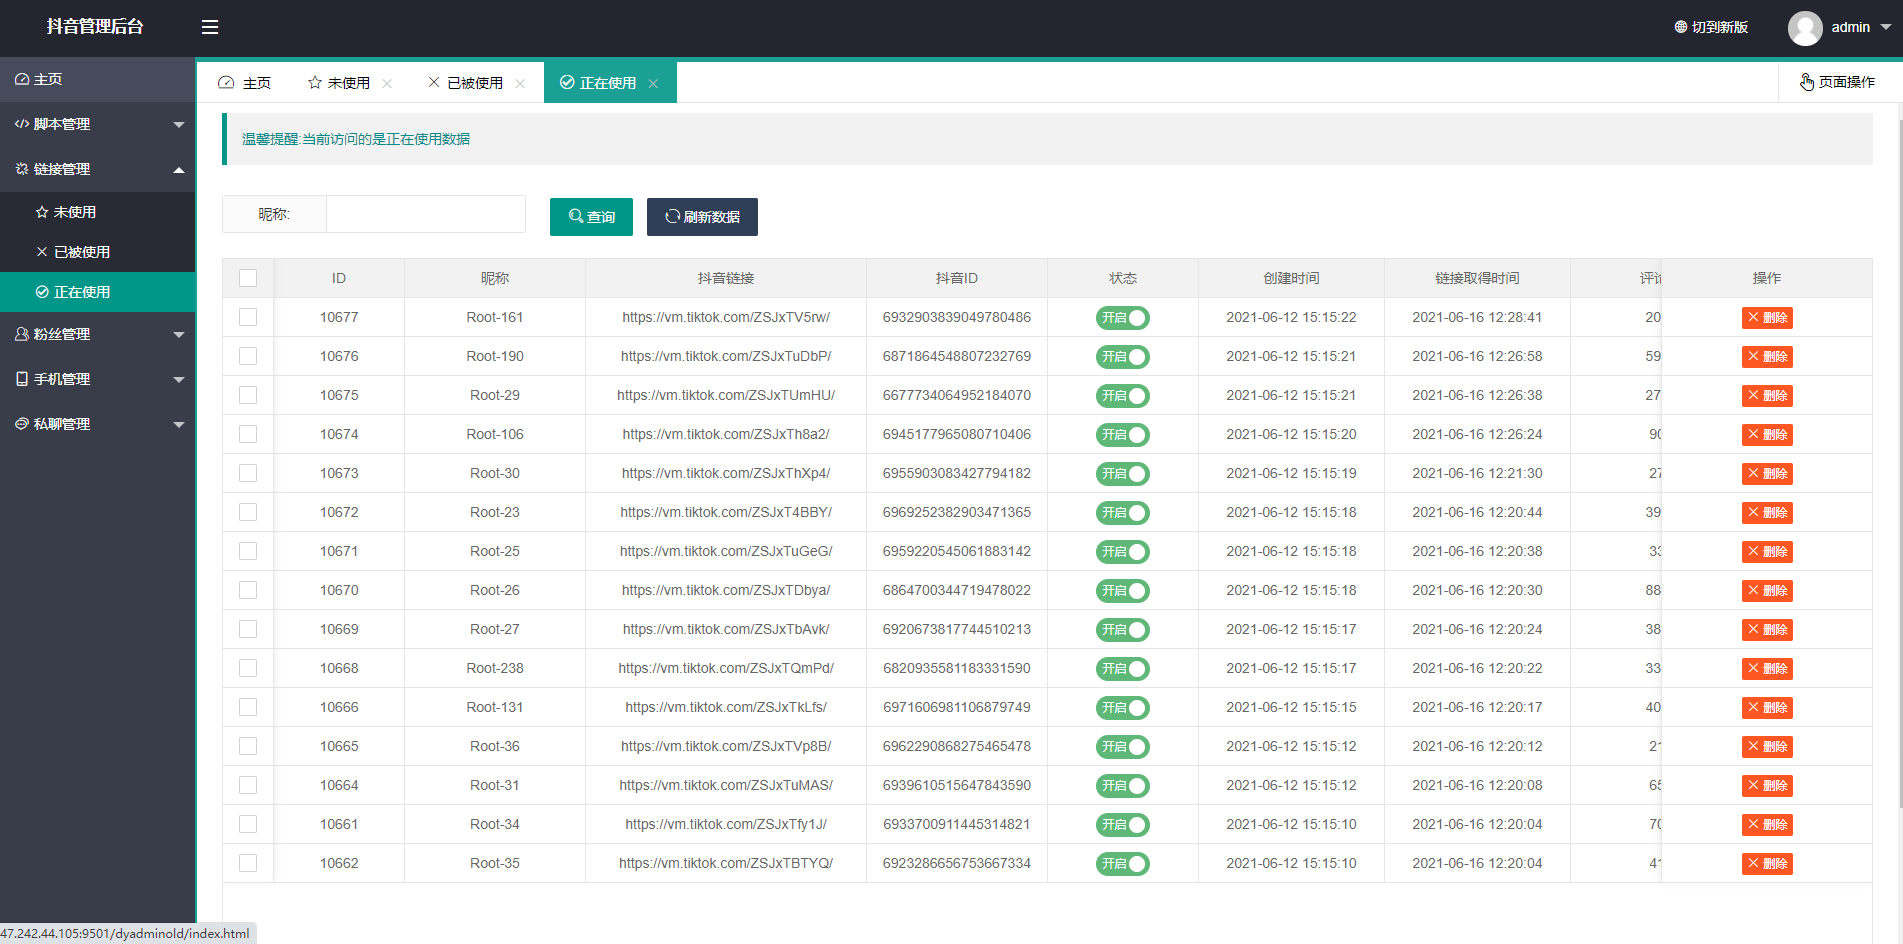 抖音管理后台
切到新版 admin
主页
脚本管理
链接管理
未使用
已被使用
正在使用
粉丝管理
手机管理
私聊管理
主页 未使用 已被使用 正在使用 页面操作
温馨提醒:当前访问的是正在使用数据
昵称: 查询 刷新数据
ID 昵称 抖音链接 抖音ID 状态 创建时间 链接取得时间 操作
10677 Root-161 https://vm.tiktok.com/ZSJxTV5rw/ 6932903839049780486 开启 2021-06-12 15:15:22 2021-06-16 12:28:41 20 删除
10676 Root-190 https://vm.tiktok.com/ZSJxTuDbP/ 6871864548807232769 开启 2021-06-12 15:15:21 2021-06-16 12:26:58 59 删除
10675 Root-29 https://vm.tiktok.com/ZSJxTUmHU/ 6677734064952184070 开启 2021-06-12 15:15:21 2021-06-16 12:26:38 27 删除
10674 Root-106 https://vm.tiktok.com/ZSJxTh8a2/ 6945177965080710406 开启 2021-06-12 15:15:20 2021-06-16 12:26:24 90 删除
10673 Root-30 https://vm.tiktok.com/ZSJxThXp4/ 6955903083427794182 开启 2021-06-12 15:15:19 2021-06-16 12:21:30 27 删除
10672 Root-23 https://vm.tiktok.com/ZSJxT4BBY/ 6969252382903471365 开启 2021-06-12 15:15:18 2021-06-16 12:20:44 39 删除
10671 Root-25 https://vm.tiktok.com/ZSJxTuGeG/ 6959220545061883142 开启 2021-06-12 15:15:18 2021-06-16 12:20:38 33 删除
10670 Root-26 https://vm.tiktok.com/ZSJxTDbya/ 6864700344719478022 开启 2021-06-12 15:15:18 2021-06-16 12:20:30 88 删除
10669 Root-27 https://vm.tiktok.com/ZSJxTbAvk/ 6920673817744510213 开启 2021-06-12 15:15:17 2021-06-16 12:20:24 38 删除
10668 Root-238 https://vm.tiktok.com/ZSJxTQmPd/ 6820935581183331590 开启 2021-06-12 15:15:17 2021-06-16 12:20:22 33 删除
10666 Root-131 https://vm.tiktok.com/ZSJxTkLfs/ 6971606981106879749 开启 2021-06-12 15:15:15 2021-06-16 12:20:17 40 删除
10665 Root-36 https://vm.tiktok.com/ZSJxTVp8B/ 6962290868275465478 开启 2021-06-12 15:15:12 2021-06-16 12:20:12 21 删除
10664 Root-31 https://vm.tiktok.com/ZSJxTuMAS/ 6939610515647843590 开启 2021-06-12 15:15:12 2021-06-16 12:20:08 65 删除
10661 Root-34 https://vm.tiktok.com/ZSJxTfy1J/ 6933700911445314821 开启 2021-06-12 15:15:10 2021-06-16 12:20:04 70 删除
10662 Root-35 https://vm.tiktok.com/ZSJxTBTYQ/ 6923286656753667334 开启 2021-06-12 15:15:10 2021-06-16 12:20:04 41 删除
47.242.44.105:9501/dyadminold/index.html